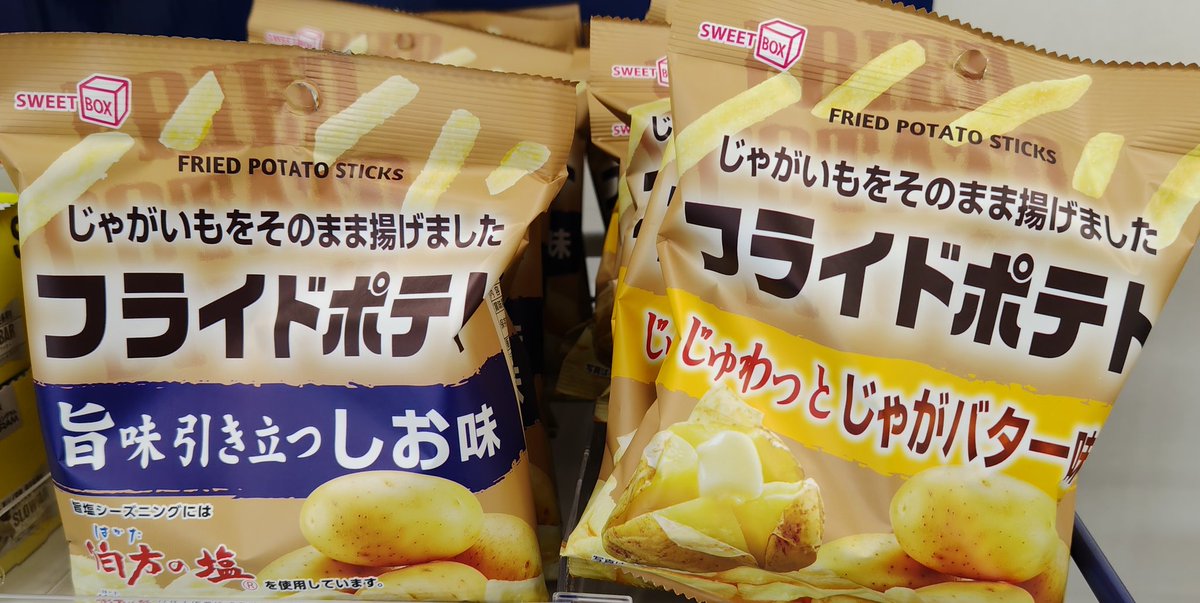 SWEET BOX
FRIED POTATO STICKS
じゃがいもをそのまま揚げました
フライドポテト
旨味引き立つしお味
旨塩シーズニングには
はかた
伯方の塩®
を使用しています。
SWEET BOX
FRIED POTATO STICKS
じゃがいもをそのまま揚げました
フライドポテト
じゅわっとじゃがバター味
SWEET
じ
味
写真